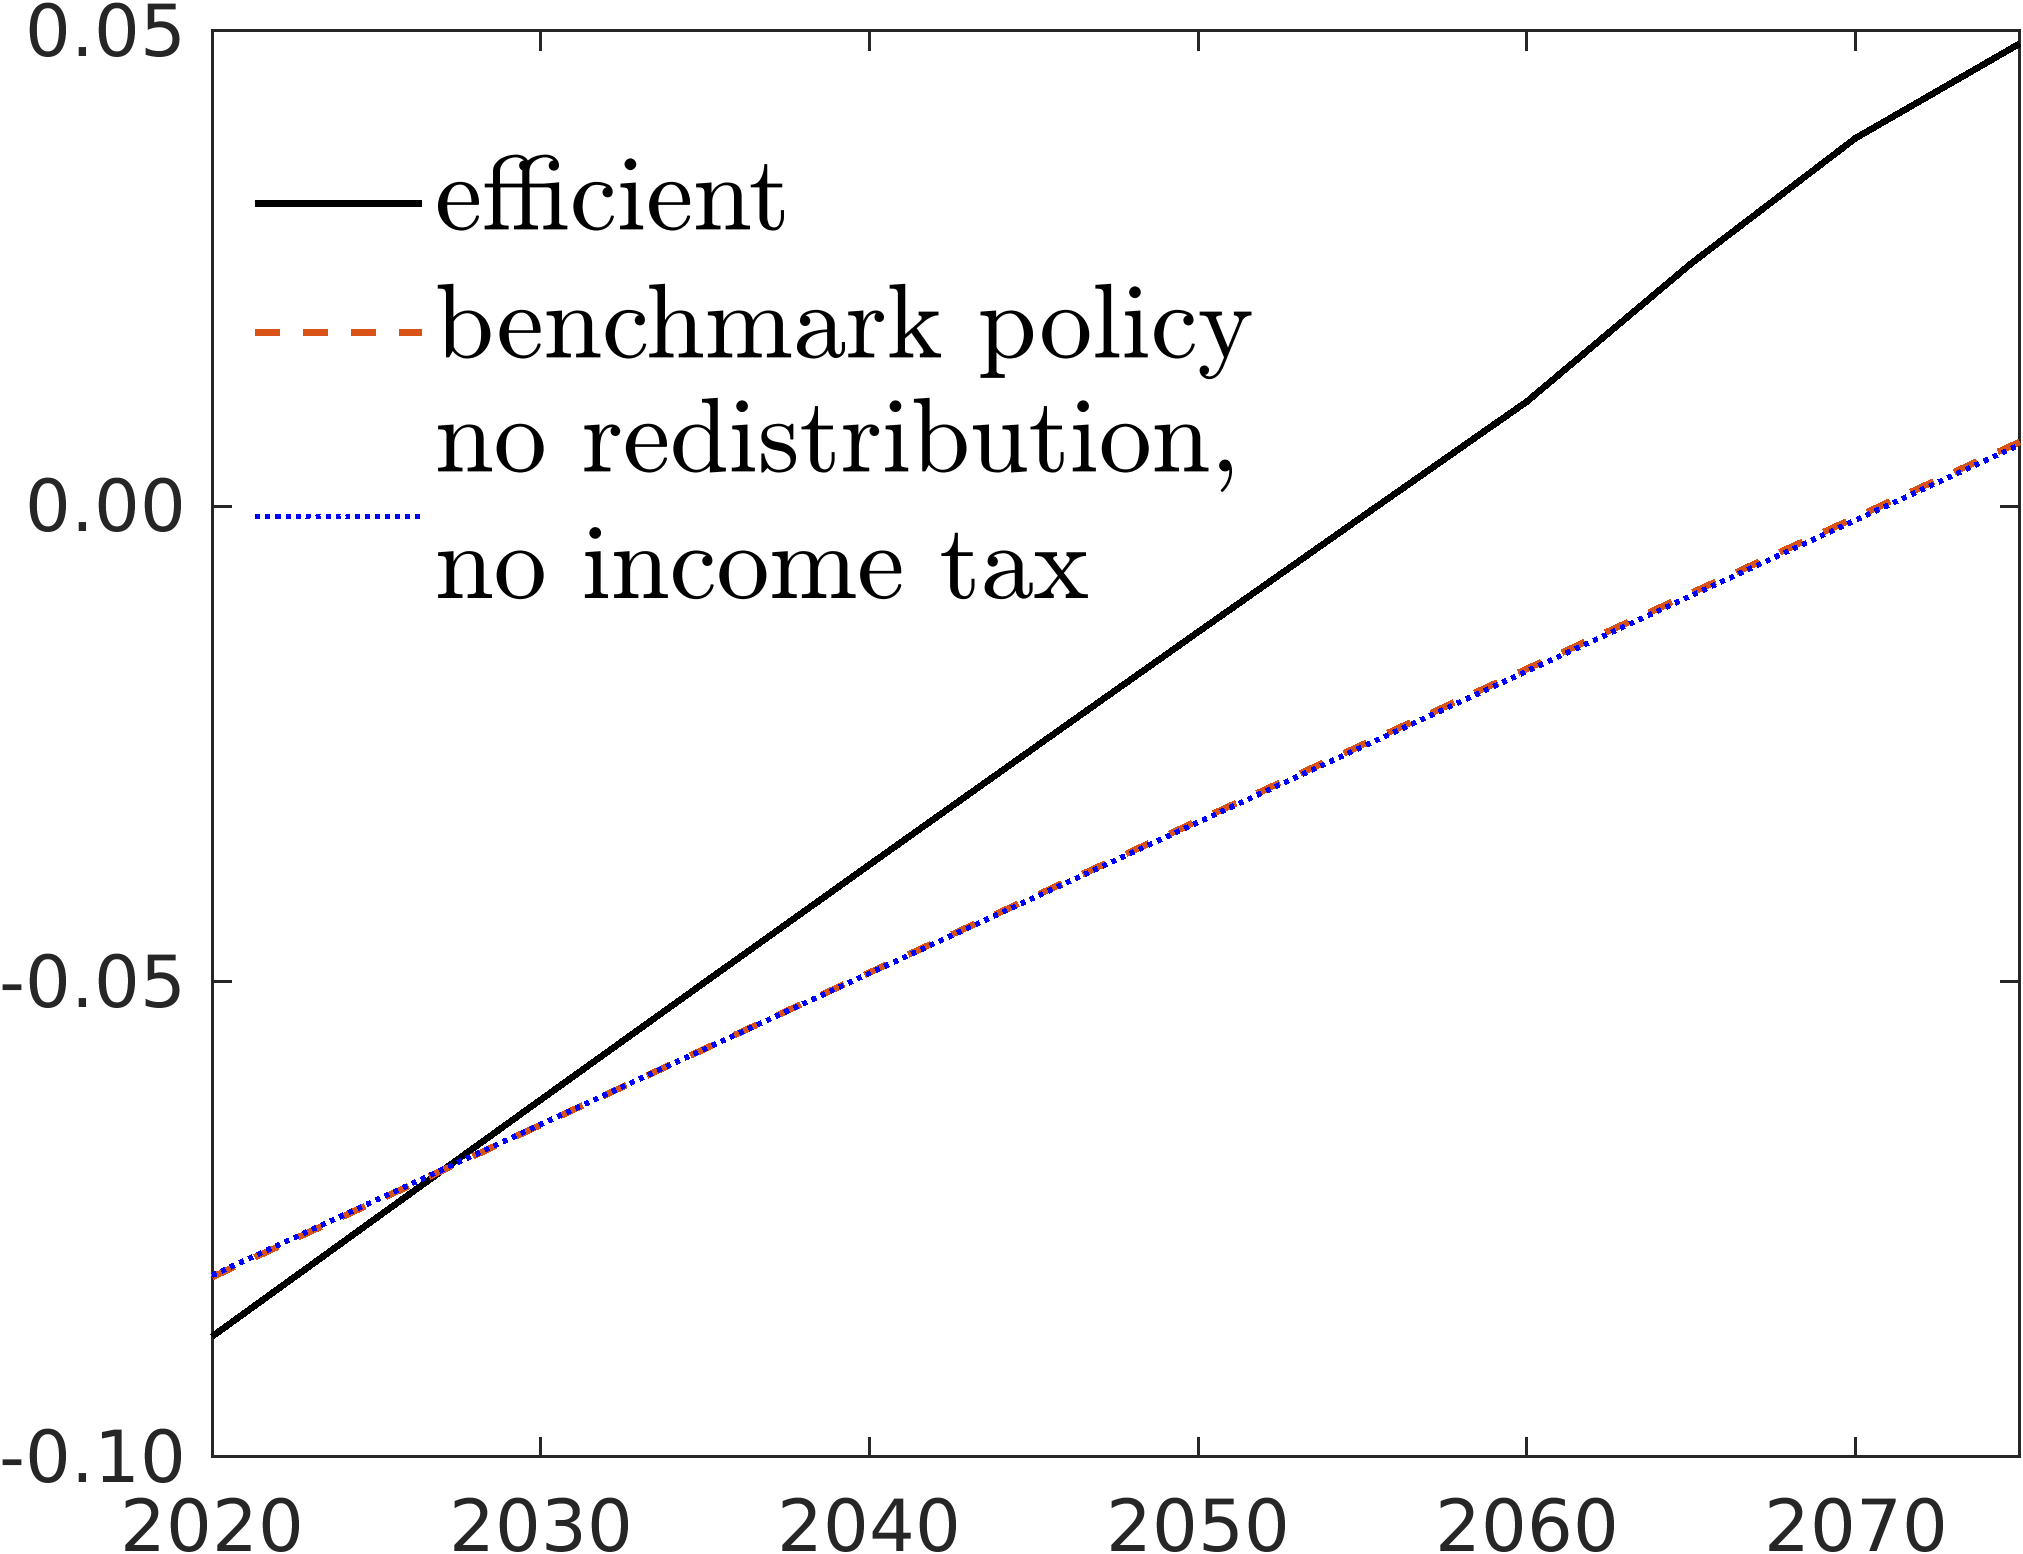 0.05
efficient
benchmark policy
no redistribution,
0.00
no income tax
-0.05
-0.10
2020 2030 2040 2050 2060 2070